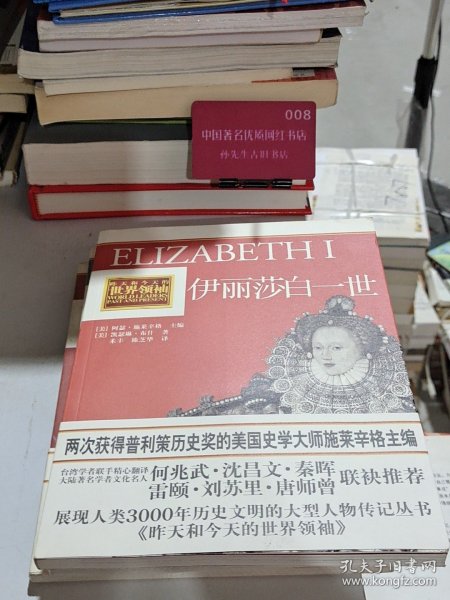 008
中国著名优质网红书店
孙先生古旧书店
ELIZABETH I
昨天和今天的
世界领袖
WORLD LEADERS
PAST AND PRESENT
伊丽莎白一世
[美] 阿瑟·施莱辛格 主编
[美] 凯瑟琳·布什 著
禾丰 陈芝华 译
两次获得普利策历史奖的美国史学大师施莱辛格主编
台湾学者联手精心翻译
大陆著名学者文化名人
何兆武·沈昌文·秦晖
雷颐·刘苏里·唐师曾
联袂推荐
展现人类3000年历史文明的大型人物传记丛书
《昨天和今天的世界领袖》
孔夫子旧书网
www.kongfz.com